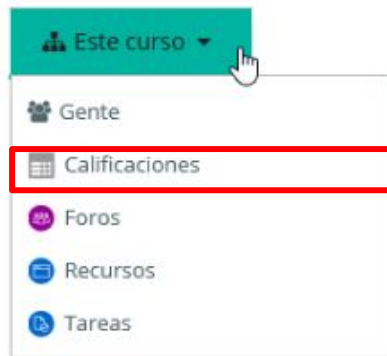 Este curso
Gente
Calificaciones
Foros
Recursos
Tareas